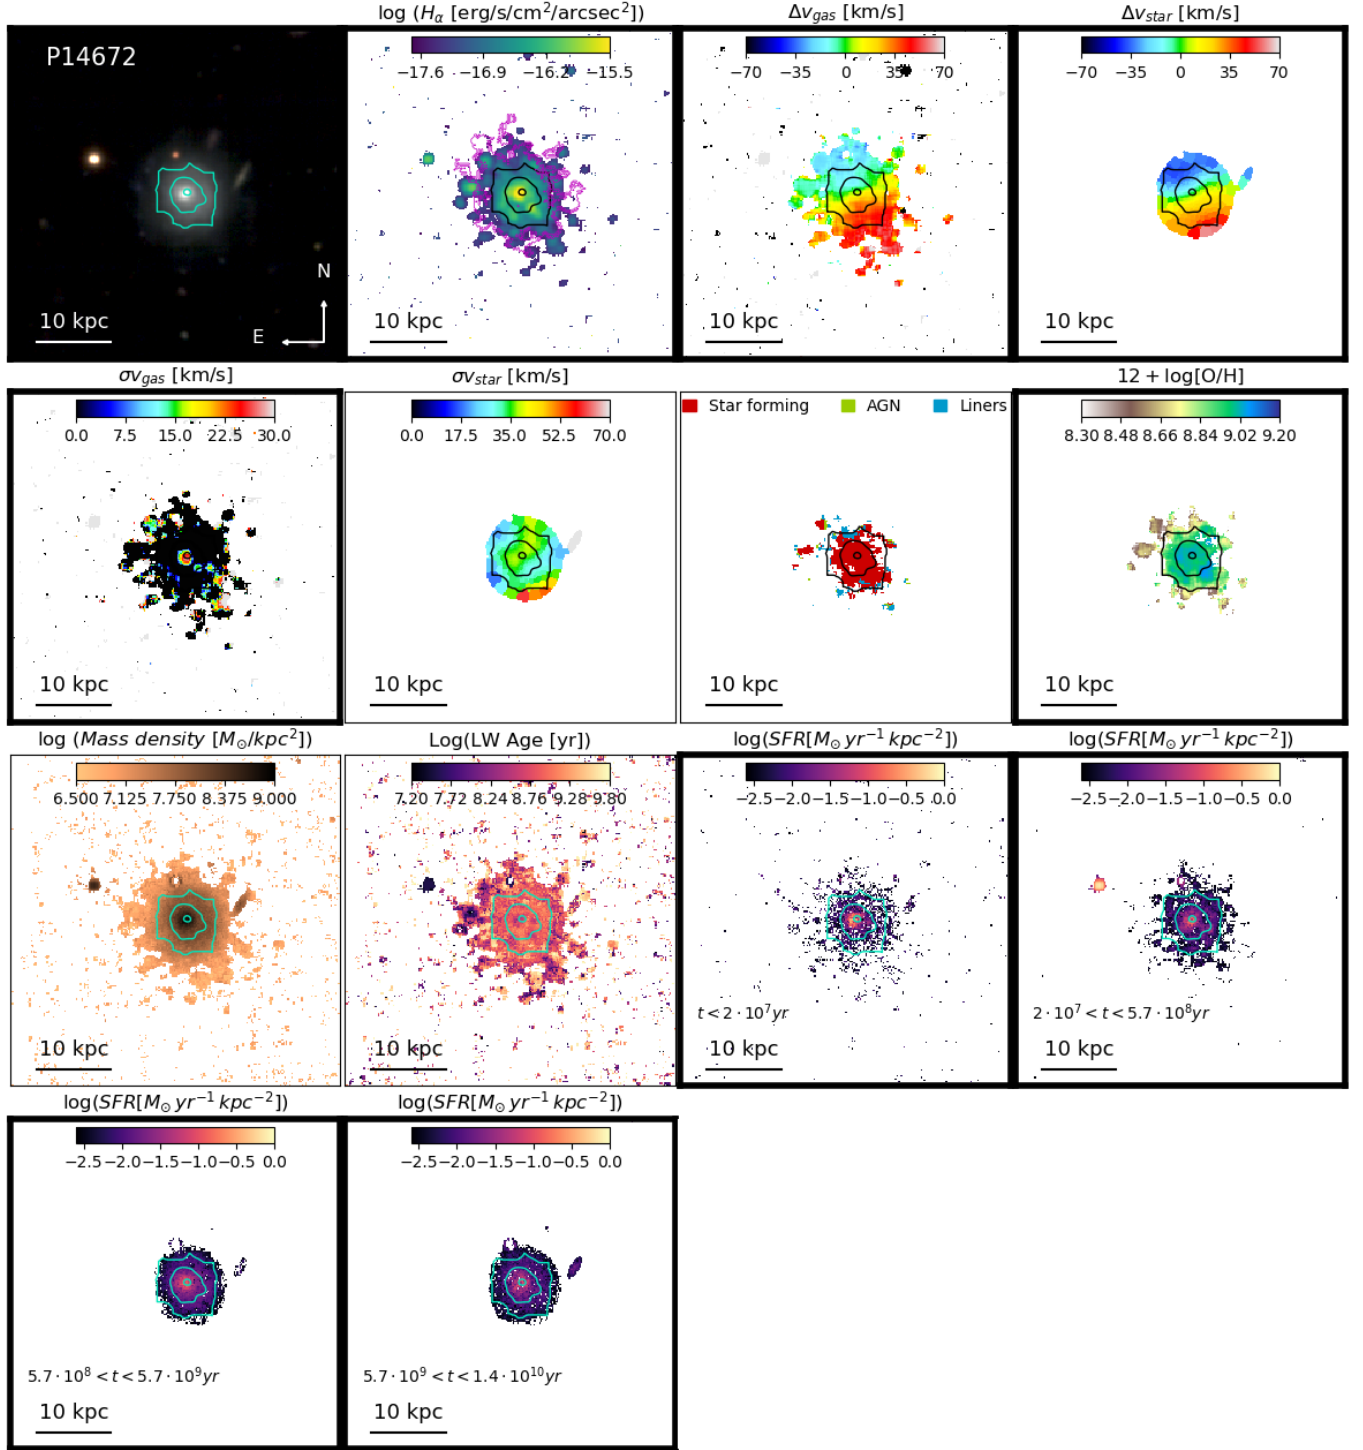 log (Hα [erg/s/cm²/arcsec²])
Δv_gas [km/s]
Δv_star [km/s]
P14672
N
E
10 kpc
−17.6 −16.9 −16.2 −15.5
10 kpc
−70 −35 0 35 70
10 kpc
−70 −35 0 35 70
10 kpc
σv_gas [km/s]
σv_star [km/s]
12 + log[O/H]
0.0 7.5 15.0 22.5 30.0
10 kpc
0.0 17.5 35.0 52.5 70.0
10 kpc
Star forming AGN Liners
10 kpc
8.30 8.48 8.66 8.84 9.02 9.20
10 kpc
log (Mass density [M⊙/kpc²])
Log(LW Age [yr])
log(SFR[M⊙ yr⁻¹ kpc⁻²])
log(SFR[M⊙ yr⁻¹ kpc⁻²])
6.500 7.125 7.750 8.375 9.000
10 kpc
7.20 7.72 8.24 8.76 9.28 9.80
10 kpc
−2.5 −2.0 −1.5 −1.0 −0.5 0.0
t < 2 · 10⁷yr
10 kpc
−2.5 −2.0 −1.5 −1.0 −0.5 0.0
2 · 10⁷ < t < 5.7 · 10⁸yr
10 kpc
log(SFR[M⊙ yr⁻¹ kpc⁻²])
log(SFR[M⊙ yr⁻¹ kpc⁻²])
−2.5 −2.0 −1.5 −1.0 −0.5 0.0
5.7 · 10⁸ < t < 5.7 · 10⁹yr
10 kpc
−2.5 −2.0 −1.5 −1.0 −0.5 0.0
5.7 · 10⁹ < t < 1.4 · 10¹⁰yr
10 kpc